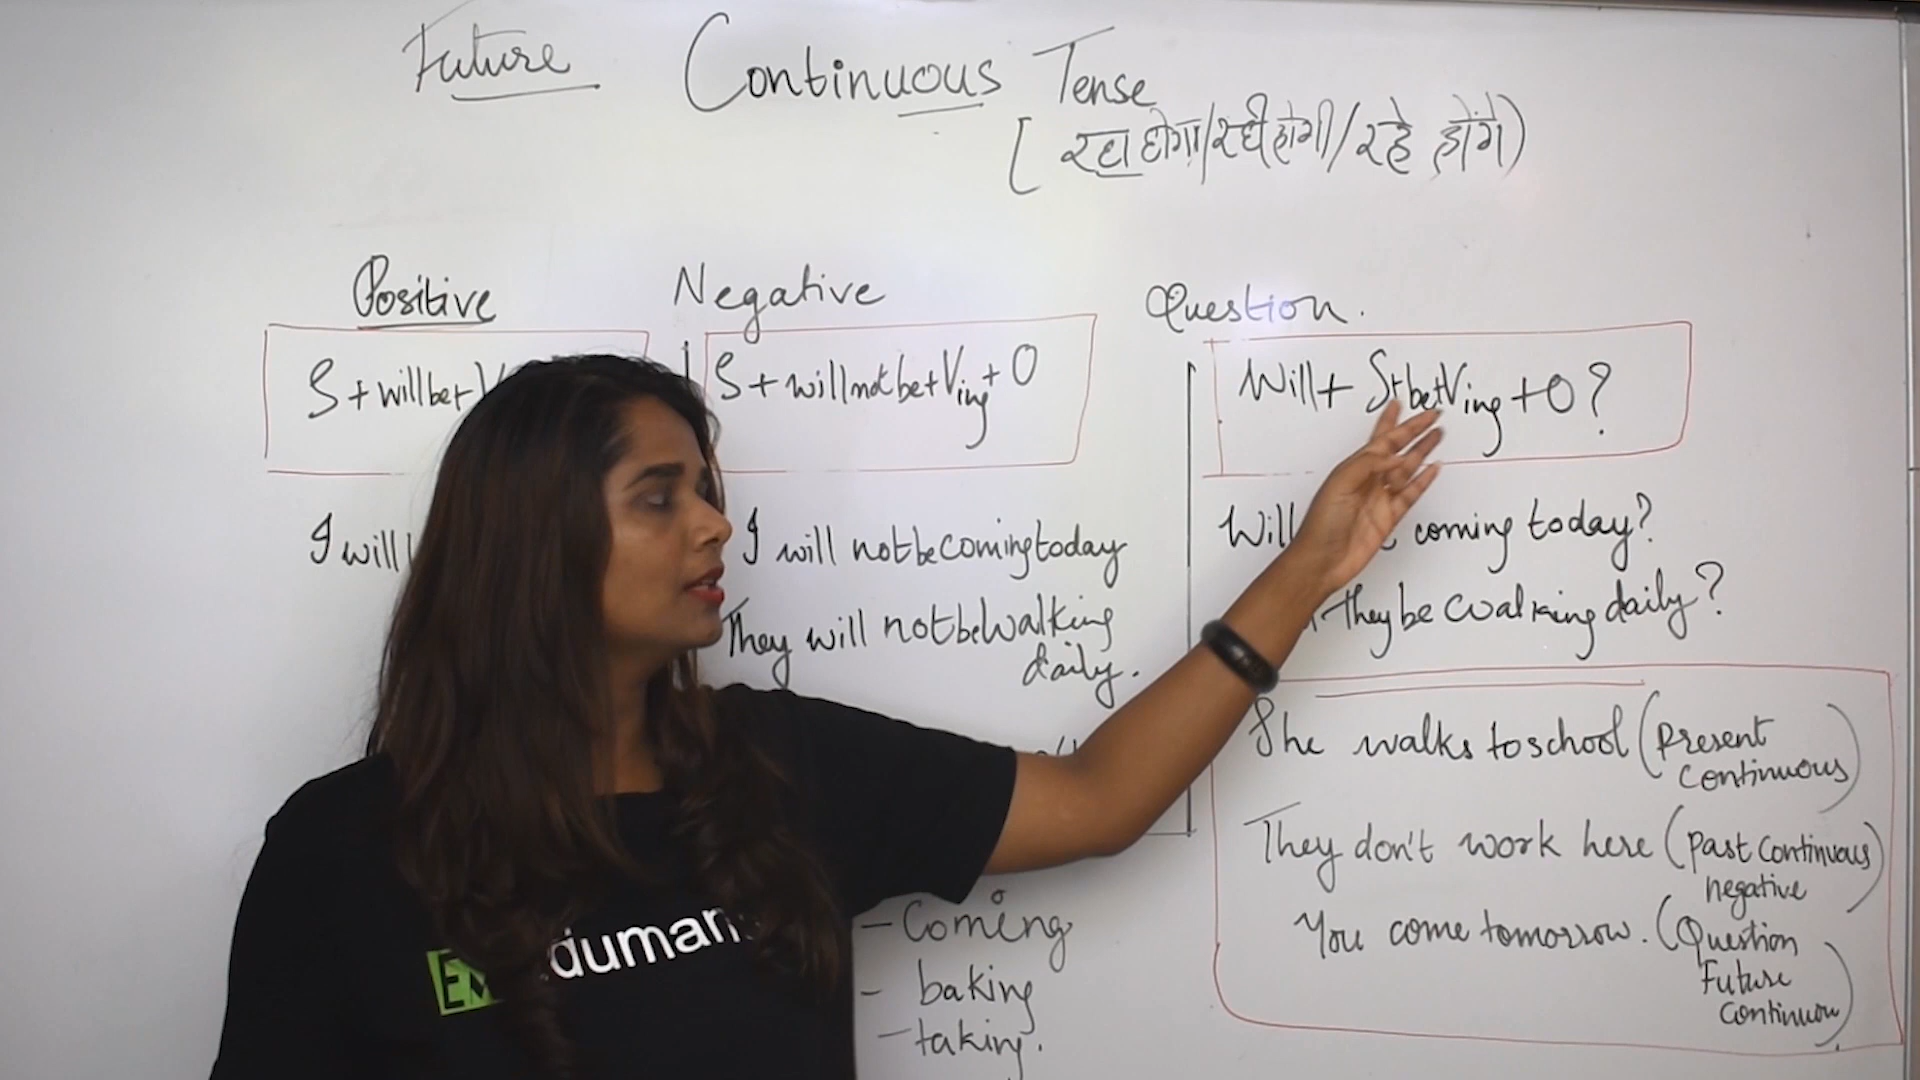 Future Continuous Tense
[ रहा होगा/रही होगी/रहे होंगे)
Positive
S + will be + V
I will
Negative
S + will not be + Ving + O
I will not be coming today
They will not be walking
daily.
- Coming
- baking
- taking.
Question.
Will + S + be + Ving + O ?
Will coming today?
they be walking daily?
She walks to school (Present
Continuous)
They don't work here (Past Continuous
negative)
You come tomorrow. (Question
Future
Continuous)
duman